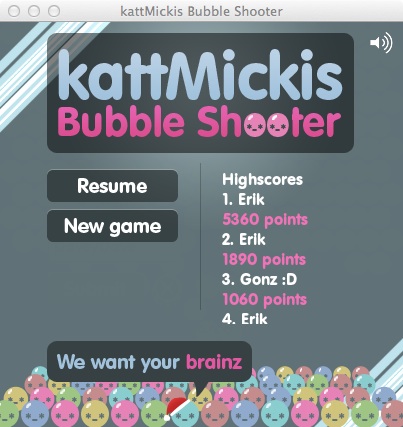 kattMickis Bubble Shooter
kattMickis
Bubble Shooter
Resume
New game
Highscores
1. Erik
5360 points
2. Erik
1890 points
3. Gonz :D
1060 points
4. Erik
We want your brainz